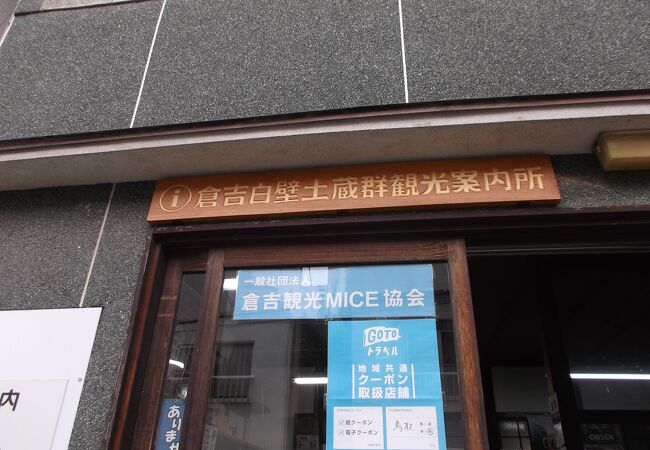 i 倉吉白壁土蔵群観光案内所
一般社団法人
倉吉観光MICE協会
GOTO
トラベル
地域共通
クーポン
取扱店舗
紙クーポン
電子クーポン
鳥取
内
ありませ
ONSEN